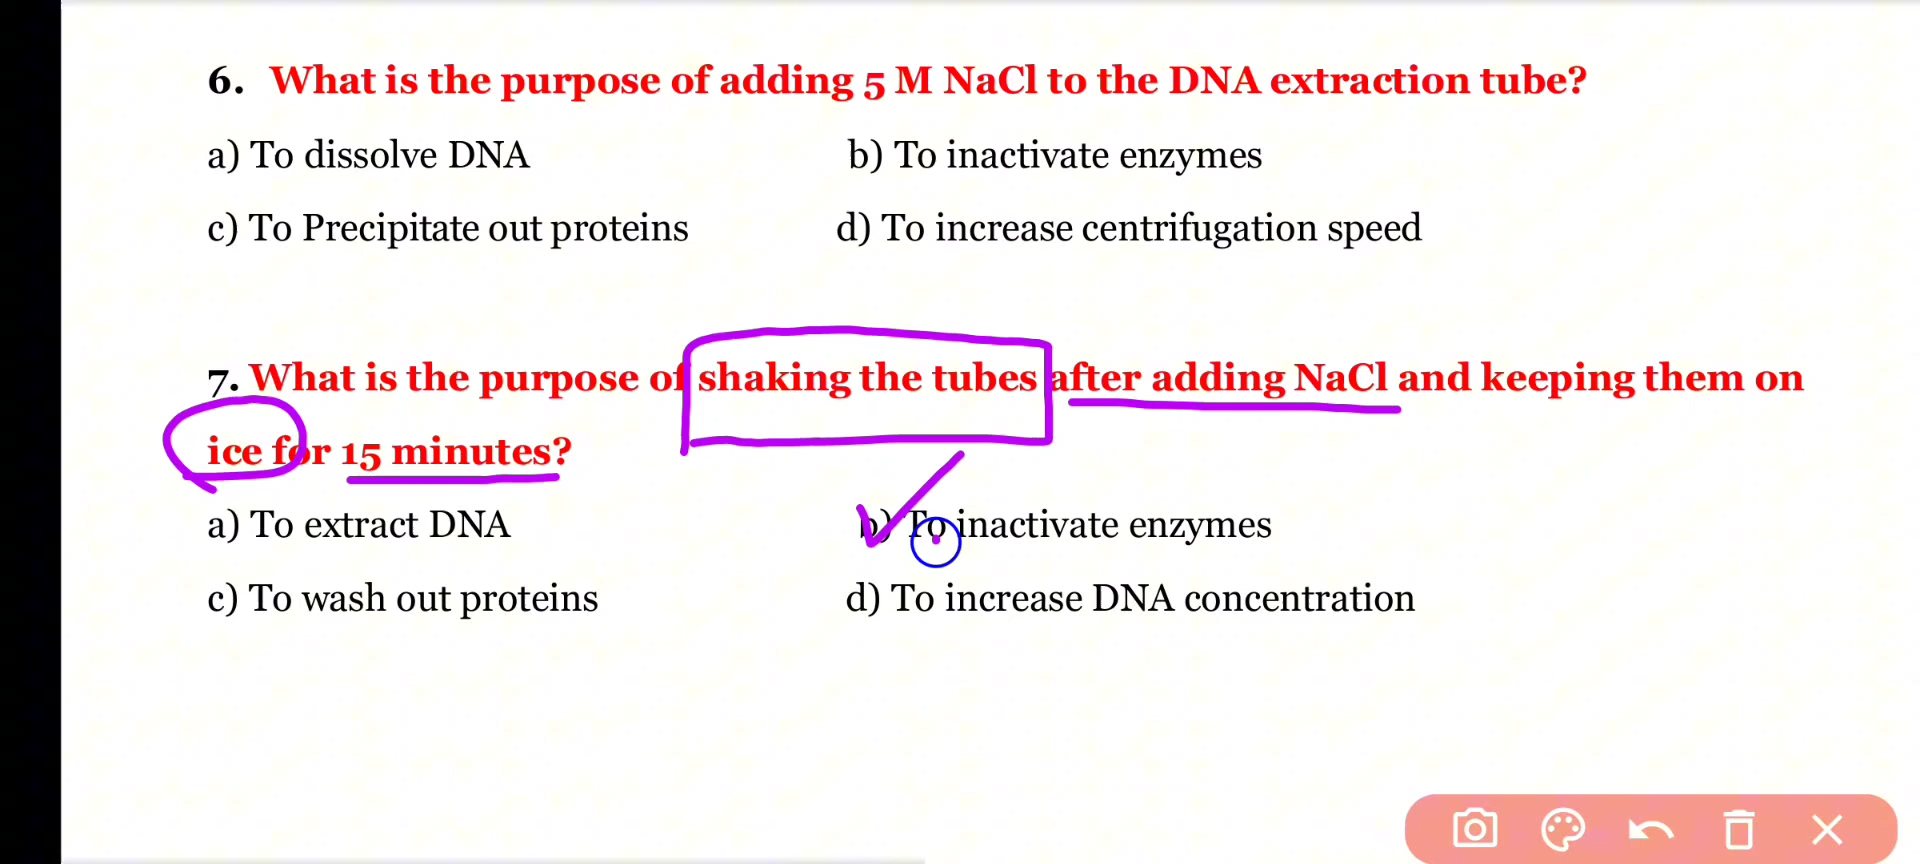 6. What is the purpose of adding 5 M NaCl to the DNA extraction tube?
a) To dissolve DNA b) To inactivate enzymes
c) To Precipitate out proteins d) To increase centrifugation speed
7. What is the purpose of shaking the tubes after adding NaCl and keeping them on
ice for 15 minutes?
a) To extract DNA b) To inactivate enzymes
c) To wash out proteins d) To increase DNA concentration